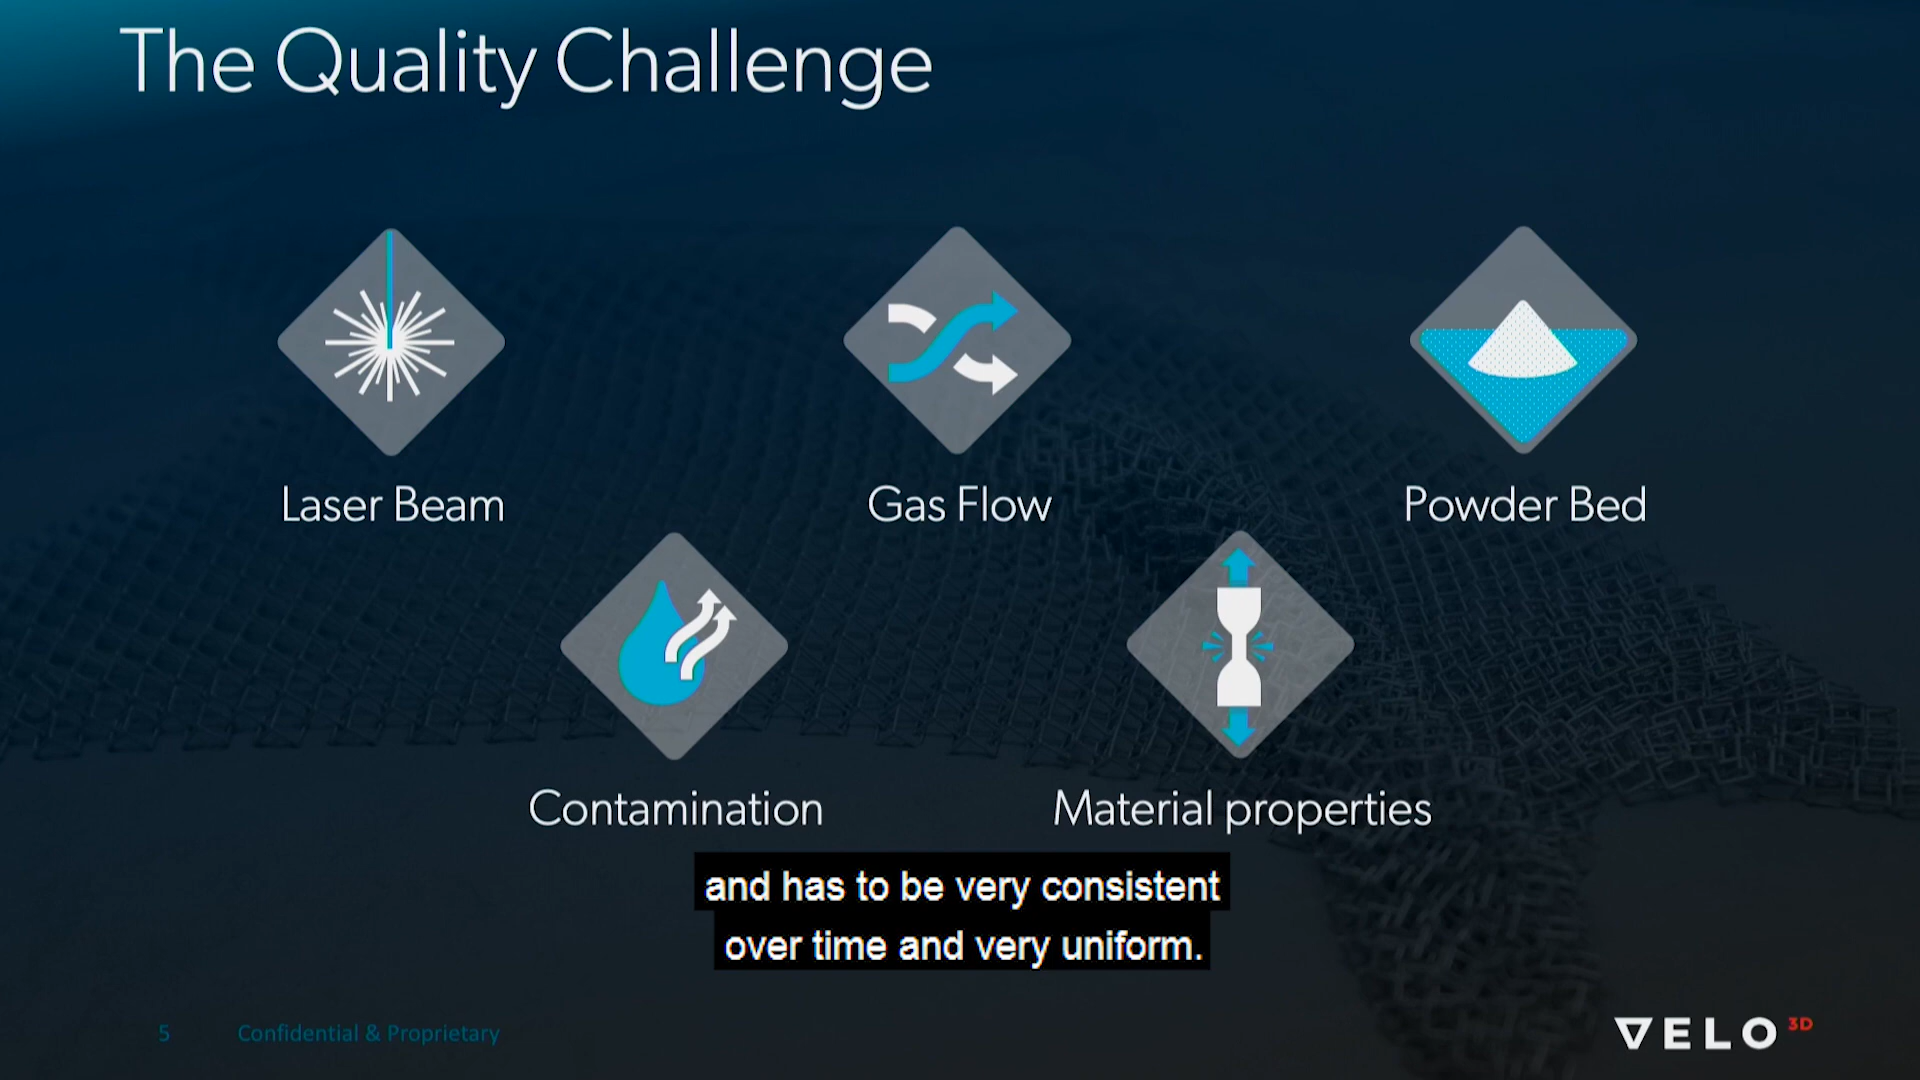 The Quality Challenge
Laser Beam
Gas Flow
Powder Bed
Contamination
Material properties
and has to be very consistent
over time and very uniform.
5
Confidential & Proprietary
VELO 3D